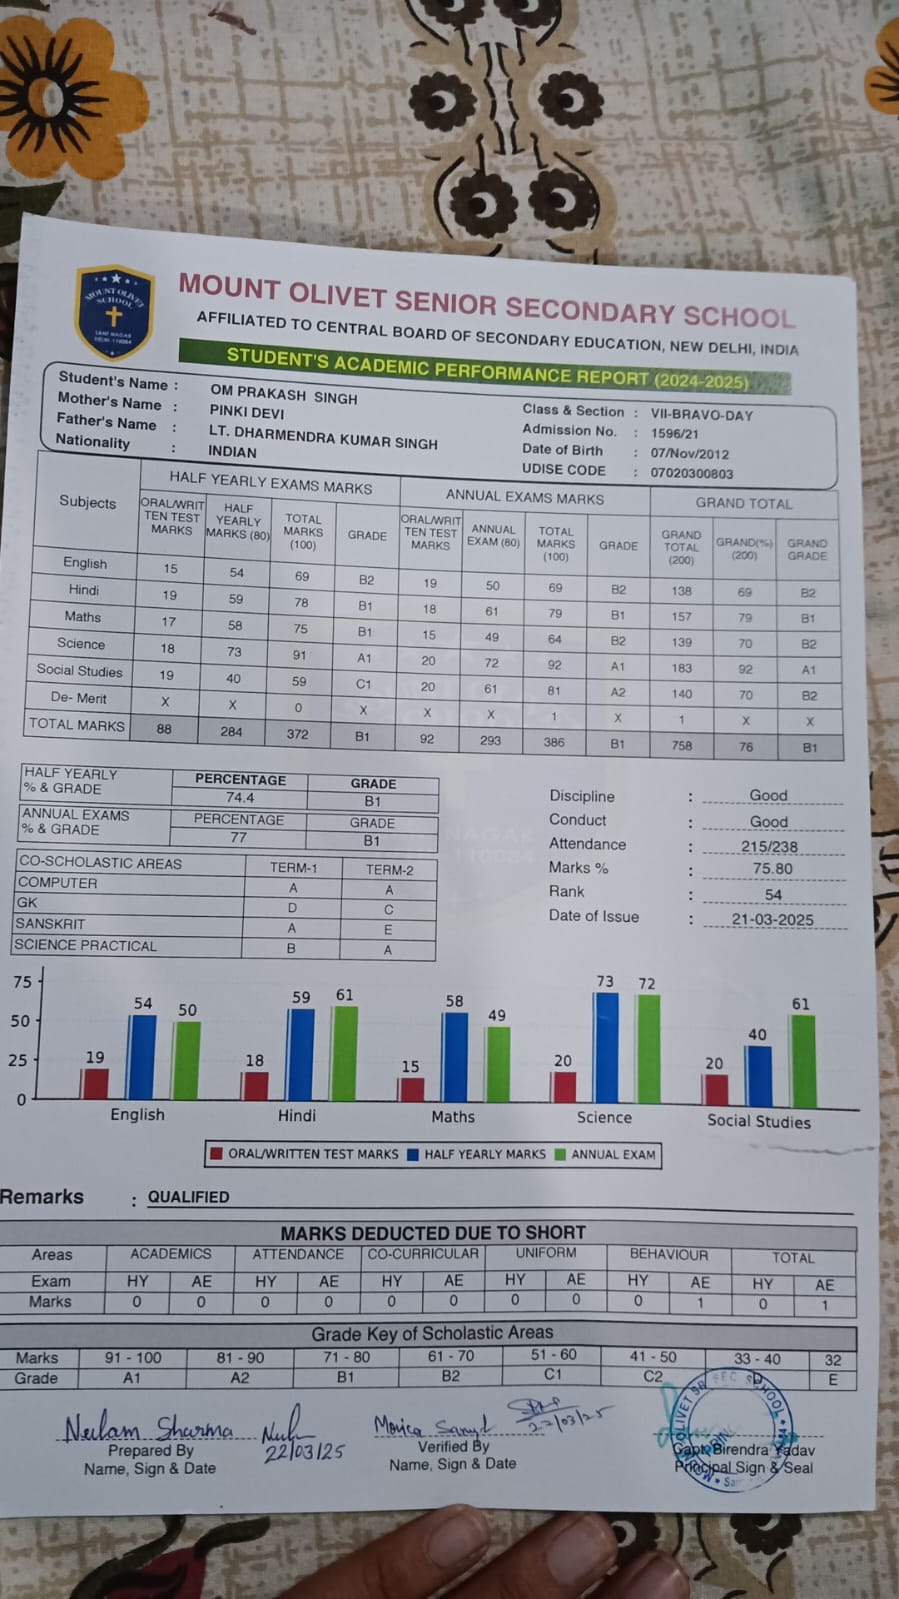 MOUNT OLIVET SCHOOL
SANT NAGAR
DELHI 110084
MOUNT OLIVET SENIOR SECONDARY SCHOOL
AFFILIATED TO CENTRAL BOARD OF SECONDARY EDUCATION, NEW DELHI, INDIA
STUDENT'S ACADEMIC PERFORMANCE REPORT (2024-2025)
Student's Name : OM PRAKASH SINGH
Mother's Name : PINKI DEVI
Father's Name : LT. DHARMENDRA KUMAR SINGH
Nationality : INDIAN
Class & Section : VII-BRAVO-DAY
Admission No. : 1596/21
Date of Birth : 07/Nov/2012
UDISE CODE : 07020300803
Subjects HALF YEARLY EXAMS MARKS ANNUAL EXAMS MARKS GRAND TOTAL
ORAL/WRITTEN TEST MARKS HALF YEARLY MARKS (80) TOTAL MARKS (100) GRADE ORAL/WRITTEN TEST MARKS ANNUAL EXAM (80) TOTAL MARKS (100) GRADE GRAND TOTAL (200) GRAND(%) (200) GRAND GRADE
English 15 54 69 B2 19 50 69 B2 138 69 B2
Hindi 19 59 78 B1 18 61 79 B1 157 79 B1
Maths 17 58 75 B1 15 49 64 B2 139 70 B2
Science 18 73 91 A1 20 72 92 A1 183 92 A1
Social Studies 19 40 59 C1 20 61 81 A2 140 70 B2
De- Merit X X 0 X X X 1 X 1 X X
TOTAL MARKS 88 284 372 B1 92 293 386 B1 758 76 B1
HALF YEARLY % & GRADE PERCENTAGE GRADE
74.4 B1
ANNUAL EXAMS % & GRADE PERCENTAGE GRADE
77 B1
CO-SCHOLASTIC AREAS TERM-1 TERM-2
COMPUTER A A
GK D C
SANSKRIT A E
SCIENCE PRACTICAL B A
Discipline : Good
Conduct : Good
Attendance : 215/238
Marks % : 75.80
Rank : 54
Date of Issue : 21-03-2025
75
50
25
0
19 54 50
18 59 61
15 58 49
20 73 72
20 40 61
English Hindi Maths Science Social Studies
ORAL/WRITTEN TEST MARKS HALF YEARLY MARKS ANNUAL EXAM
Remarks : QUALIFIED
MARKS DEDUCTED DUE TO SHORT
Areas ACADEMICS ATTENDANCE CO-CURRICULAR UNIFORM BEHAVIOUR TOTAL
Exam HY AE HY AE HY AE HY AE HY AE HY AE
Marks 0 0 0 0 0 0 0 0 0 1 0 1
Grade Key of Scholastic Areas
Marks 91 - 100 81 - 90 71 - 80 61 - 70 51 - 60 41 - 50 33 - 40 32
Grade A1 A2 B1 B2 C1 C2 D E
Neelam Sharma
22/03/25
Prepared By
Name, Sign & Date
Monica
22/03/25
Verified By
Name, Sign & Date
Capt. Birendra Yadav
Principal Sign & Seal